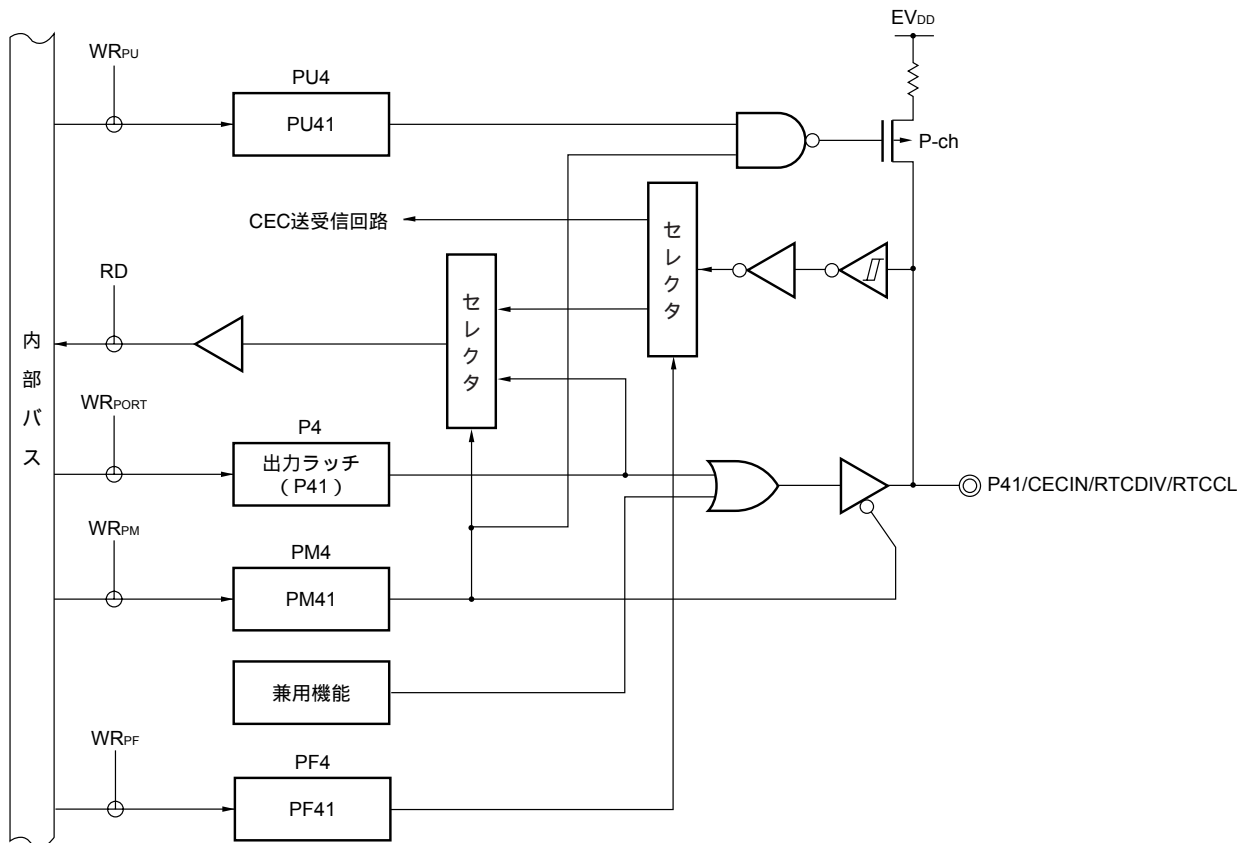 EVDD
WRPU
PU4
PU41
P-ch
CEC送受信回路
セレクタ
RD
セレクタ
内部バス
WRPORT
P4
出力ラッチ
（P41）
P41/CECIN/RTCDIV/RTCCL
WRPM
PM4
PM41
兼用機能
WRPF
PF4
PF41